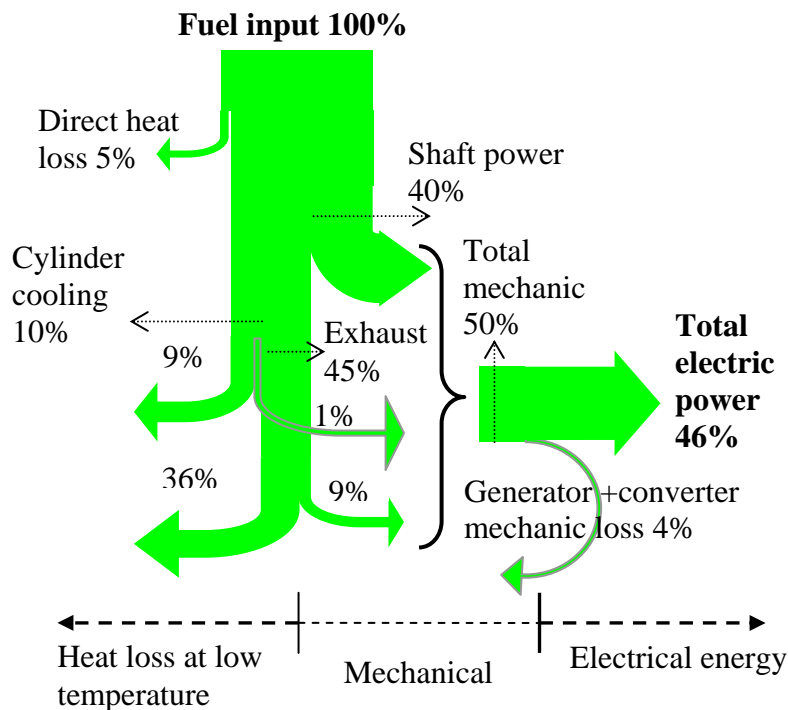 Fuel input 100%
Direct heat
loss 5%
Shaft power
40%
Cylinder
cooling
10%
Total
mechanic
50%
Exhaust
45%
Total
electric
power
46%
9%
1%
36%
9%
Generator +converter
mechanic loss 4%
Heat loss at low
temperature
Mechanical
Electrical energy